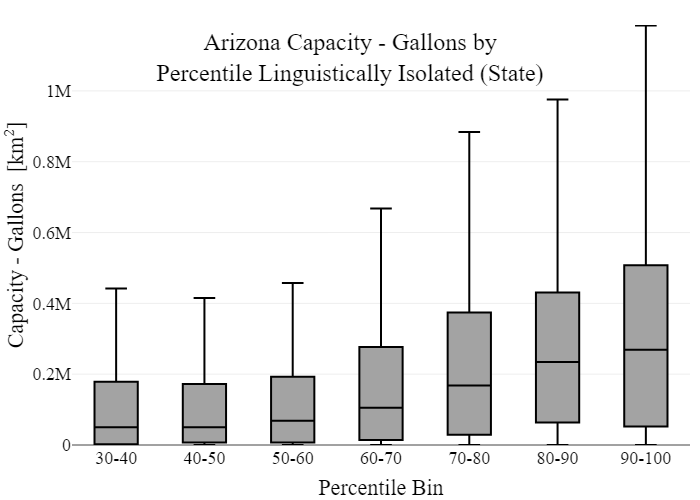 Arizona Capacity - Gallons by
Percentile Linguistically Isolated (State)
Capacity - Gallons [km²]
1M
0.8M
0.6M
0.4M
0.2M
0
30-40 40-50 50-60 60-70 70-80 80-90 90-100
Percentile Bin